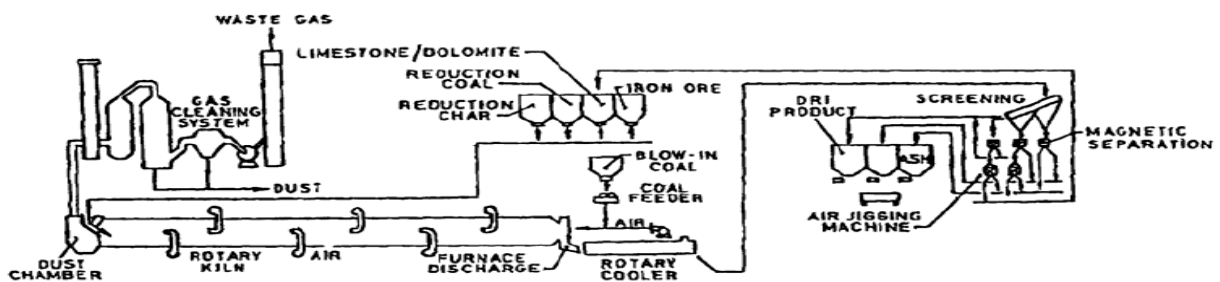 WASTE GAS
LIMESTONE/DOLOMITE
REDUCTION
COAL
IRON ORE
REDUCTION
CHAR
GAS
CLEANING
SYSTEM
DRI
PRODUCT
SCREENING
MAGNETIC
SEPARATION
BLOW-IN
COAL
ASH
DUST
COAL
FEEDER
AIR JIGGING
MACHINE
AIR
DUST
CHAMBER
ROTARY
KILN
AIR
FURNACE
DISCHARGE
ROTARY
COOLER